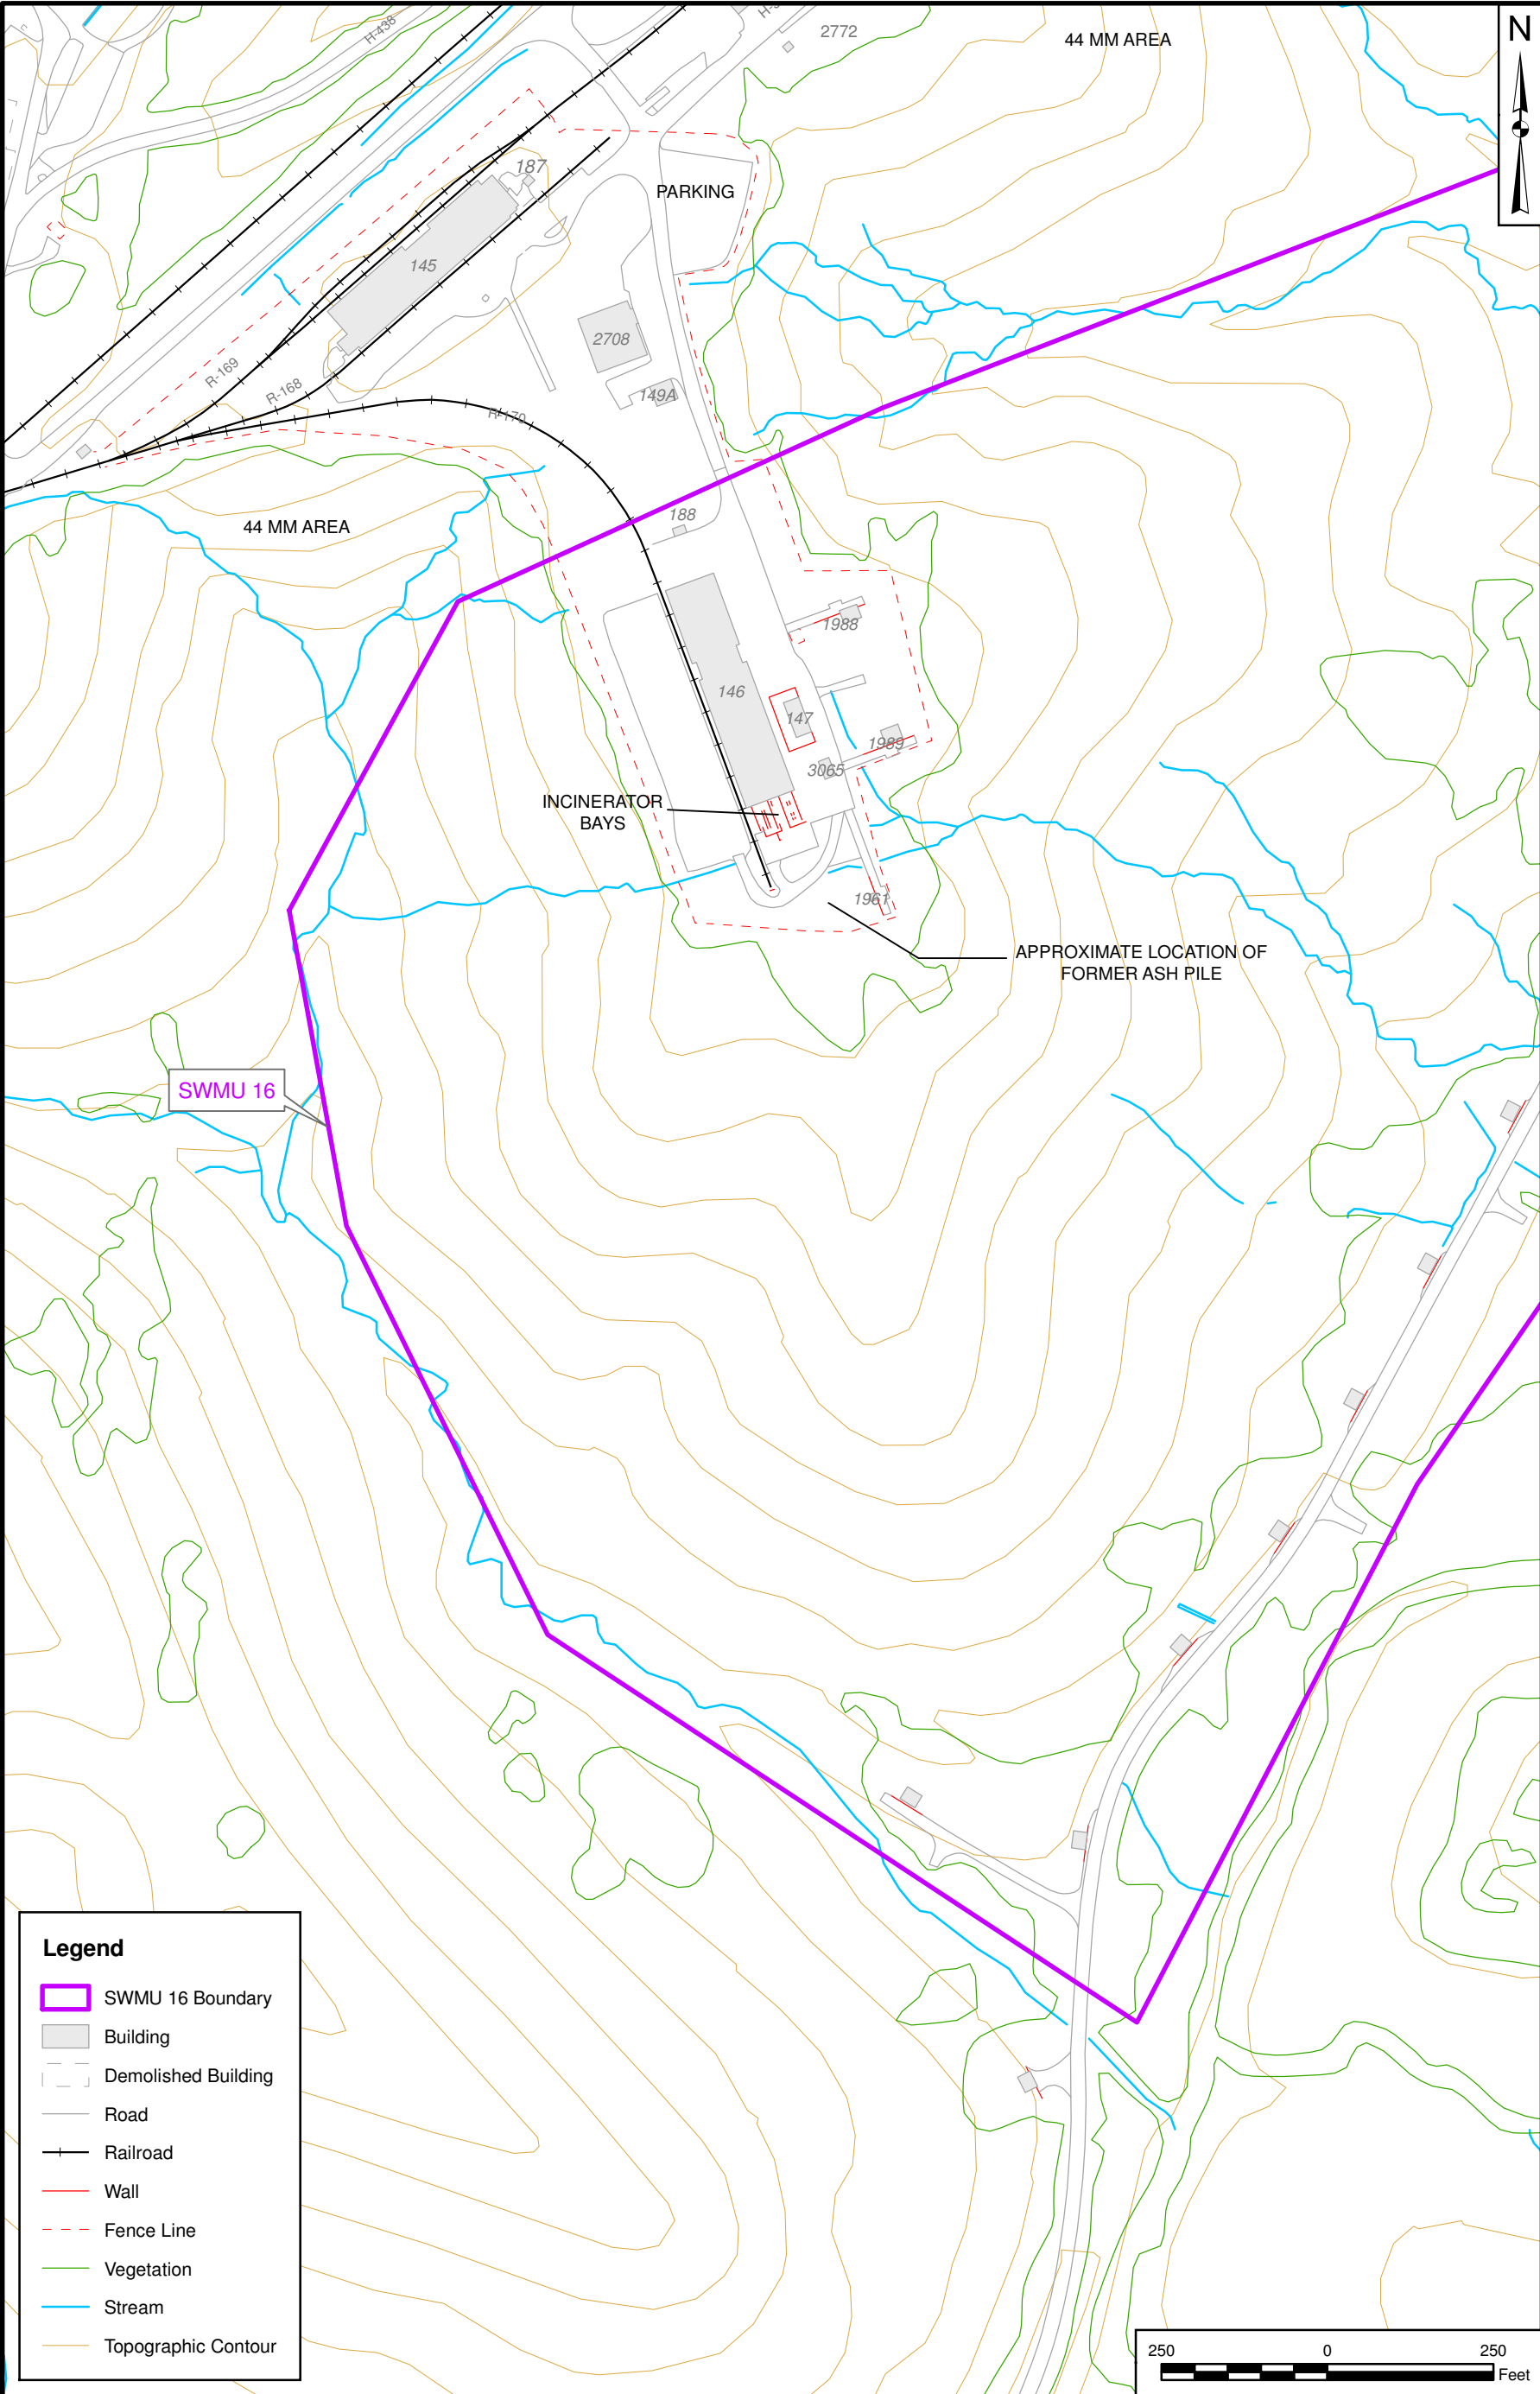 H-438
2772
44 MM AREA
N
187
PARKING
145
2708
R-169
R-168
149A
R-170
188
44 MM AREA
1988
146
147
1989
3065
INCINERATOR
BAYS
1961
APPROXIMATE LOCATION OF
FORMER ASH PILE
SWMU 16
Legend
SWMU 16 Boundary
Building
Demolished Building
Road
Railroad
Wall
Fence Line
Vegetation
Stream
Topographic Contour
250 0 250
Feet